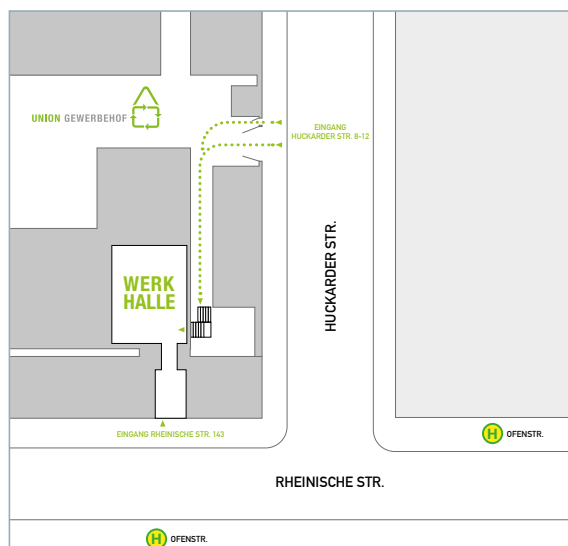 UNION GEWERBEHOF
EINGANG
HUCKARDER STR. 8-12
HUCKARDER STR.
WERK
HALLE
EINGANG RHEINISCHE STR. 143
H OFENSTR.
RHEINISCHE STR.
H OFENSTR.